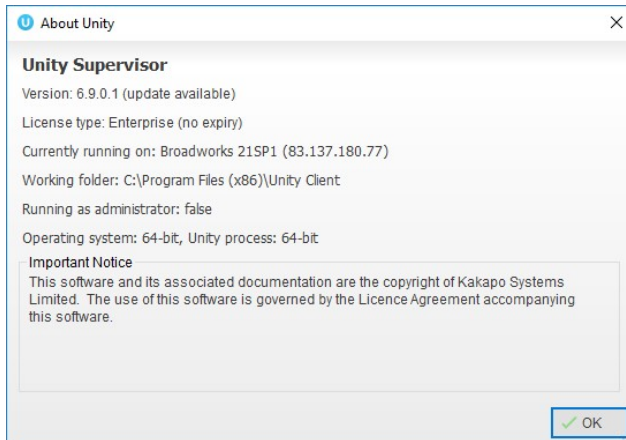 About Unity
Unity Supervisor
Version: 6.9.0.1 (update available)
License type: Enterprise (no expiry)
Currently running on: Broadworks 21SP1 (83.137.180.77)
Working folder: C:\Program Files (x86)\Unity Client
Running as administrator: false
Operating system: 64-bit, Unity process: 64-bit
Important Notice
This software and its associated documentation are the copyright of Kakapo Systems
Limited.  The use of this software is governed by the Licence Agreement accompanying
this software.
OK